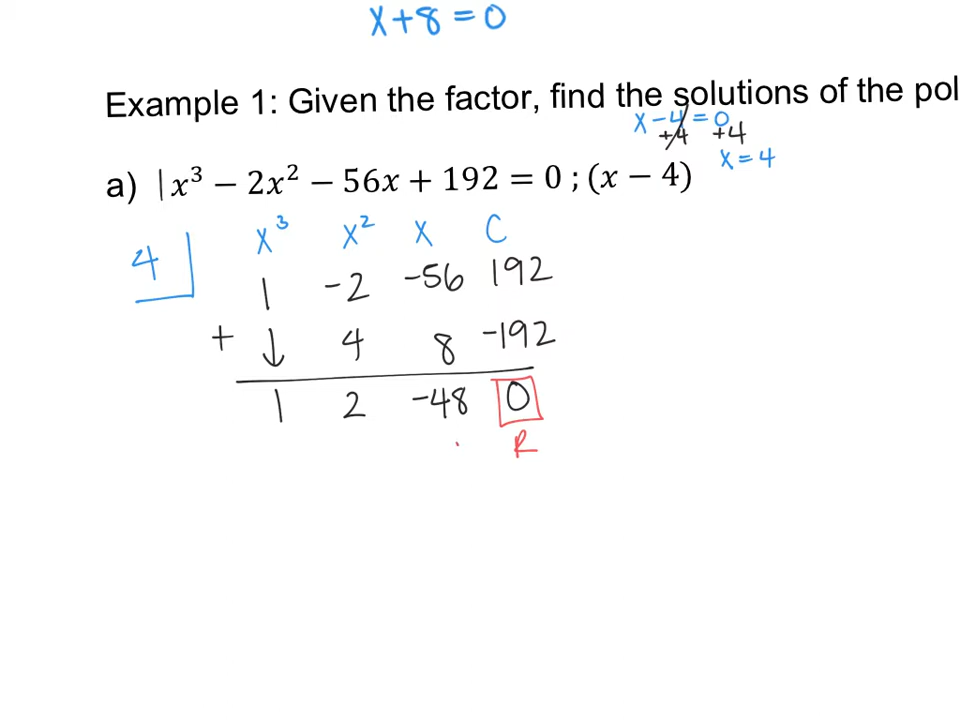 x+8=0
Example 1: Given the factor, find the solutions of the pol
x-4=0
+4 +4
x=4
a) |x³ − 2x² − 56x + 192 = 0 ; (x − 4)
x³ x² x C
4 1 -2 -56 192
+ ↓ 4 8 -192
1 2 -48 0
R